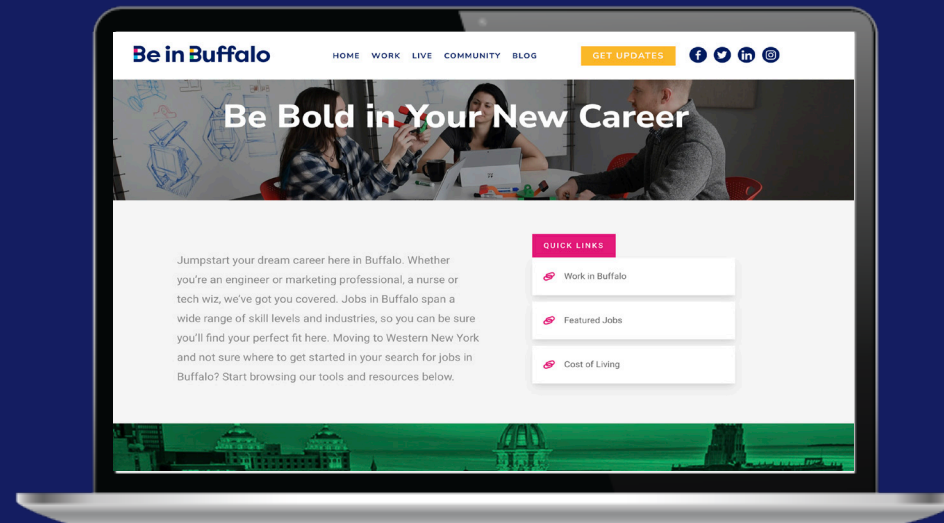 Be in Buffalo
HOME WORK LIVE COMMUNITY BLOG
GET UPDATES
Be Bold in Your New Career
Jumpstart your dream career here in Buffalo. Whether
you're an engineer or marketing professional, a nurse or
tech wiz, we've got you covered. Jobs in Buffalo span a
wide range of skill levels and industries, so you can be sure
you'll find your perfect fit here. Moving to Western New York
and not sure where to get started in your search for jobs in
Buffalo? Start browsing our tools and resources below.
QUICK LINKS
Work in Buffalo
Featured Jobs
Cost of Living